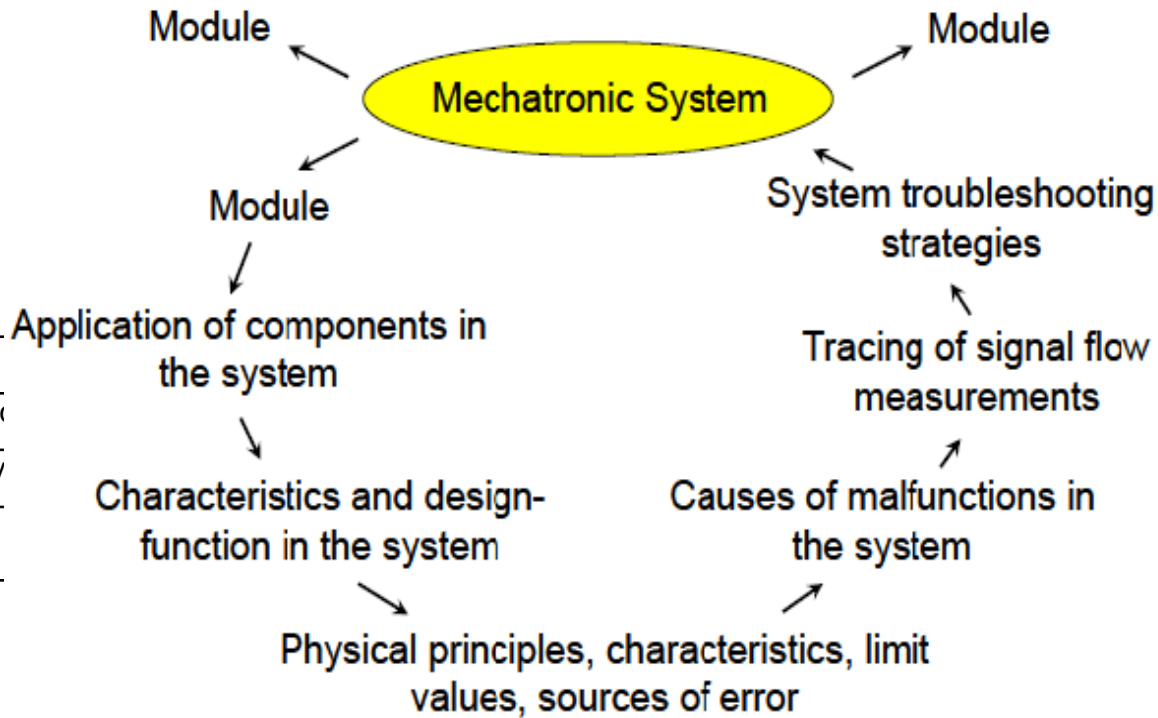 Module
Module
Mechatronic System
Module
System troubleshooting
strategies
Application of components in
the system
Tracing of signal flow
measurements
Characteristics and design-
function in the system
Causes of malfunctions in
the system
Physical principles, characteristics, limit
values, sources of error